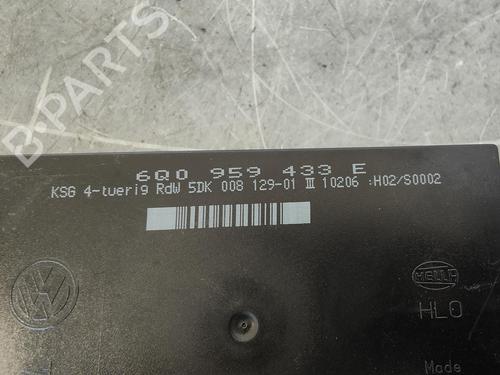 B-PARTS
6Q0 959 433 E
KSG 4-tuerig RdW 5DK 008 129-01 III 10206 :H02/S0002
HELLA
HLO
Made